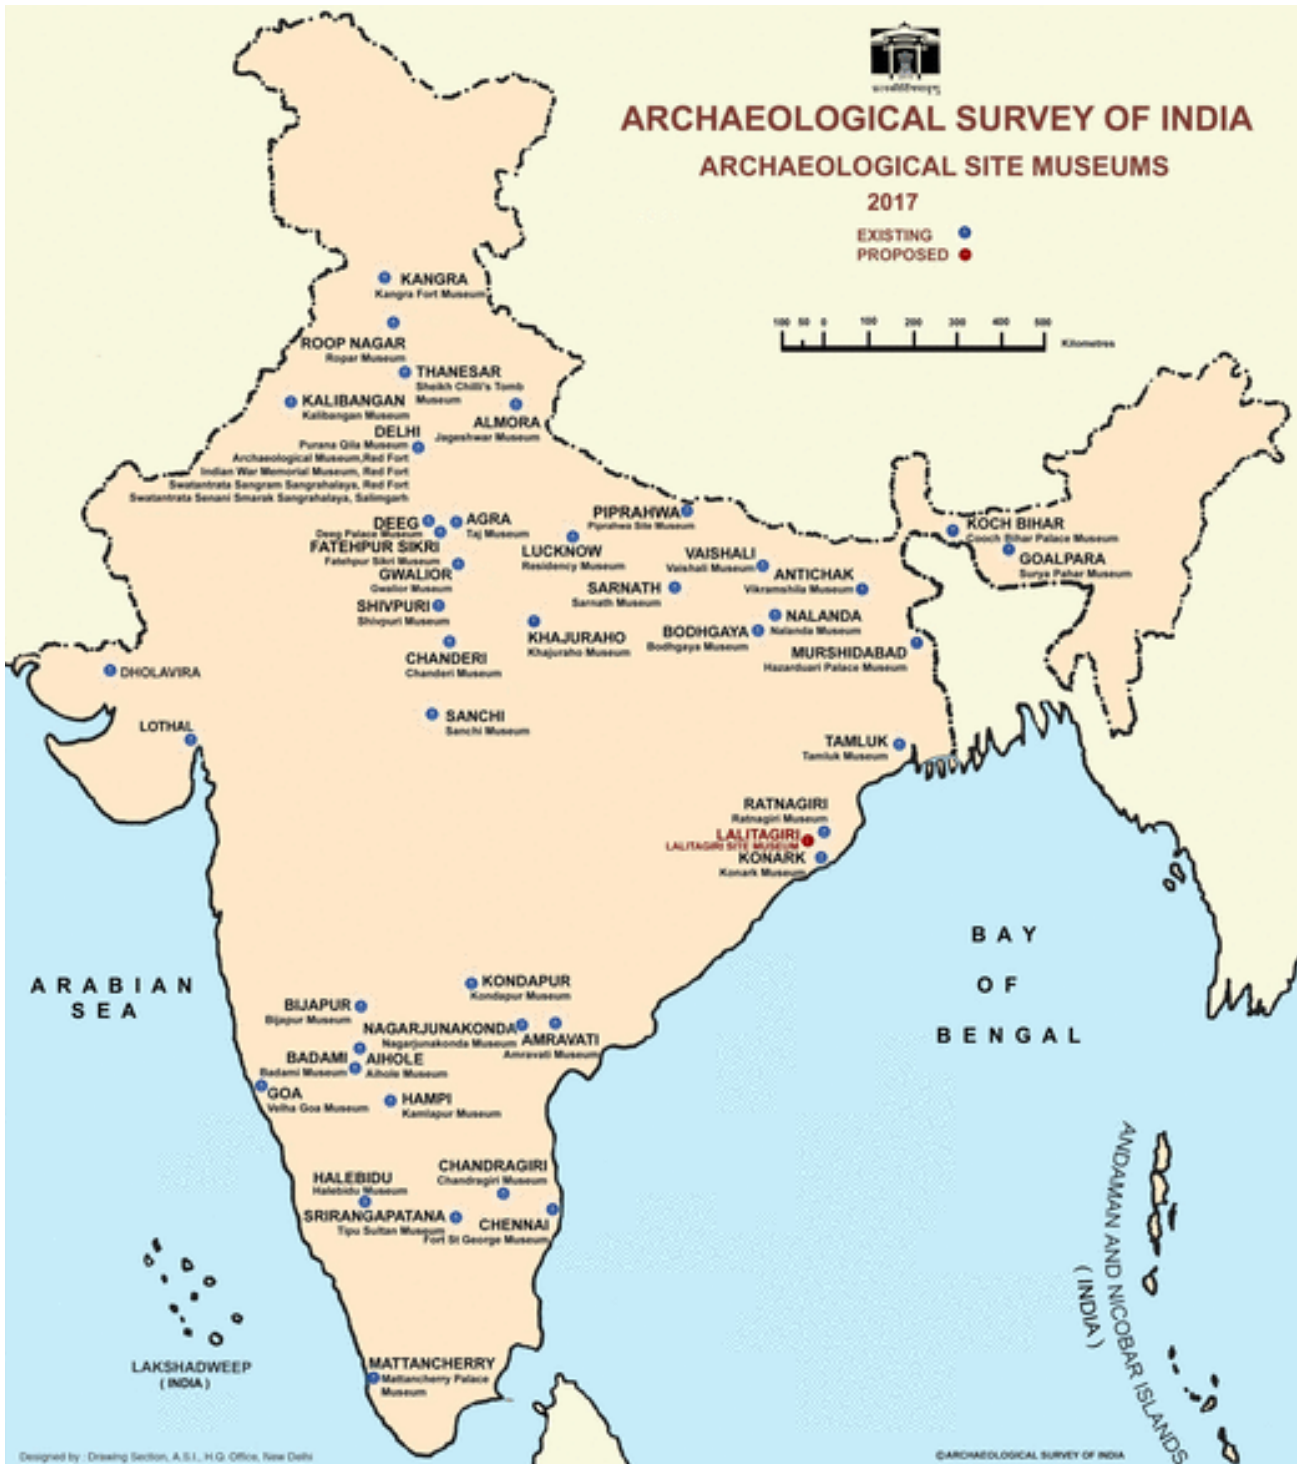 ARCHAEOLOGICAL SURVEY OF INDIA
ARCHAEOLOGICAL SITE MUSEUMS
2017
EXISTING
PROPOSED
100 50 0 100 200 300 400 500
Kilometres
KANGRA
Kangra Fort Museum
ROOP NAGAR
Ropar Museum
THANESAR
Sheikh Chilli's Tomb
Museum
KALIBANGAN
Kalibangan Museum
ALMORA
Jageshwar Museum
DELHI
Purana Qila Museum
Archaeological Museum,Red Fort
Indian War Memorial Museum, Red Fort
Swatantrata Sangram Sangrahalaya, Red Fort
Swatantrata Senani Smarak Sangrahalaya, Salimgarh
DEEG
Deeg Palace Museum
AGRA
Taj Museum
FATEHPUR SIKRI
Fatehpur Sikri Museum
GWALIOR
Gwalior Museum
LUCKNOW
Residency Museum
PIPRAHWA
Piprahwa Site Museum
VAISHALI
Vaishali Museum
ANTICHAK
Vikramshila Museum
KOCH BIHAR
Cooch Bihar Palace Museum
GOALPARA
Surya Pahar Museum
SARNATH
Sarnath Museum
SHIVPURI
Shivpuri Museum
KHAJURAHO
Khajuraho Museum
BODHGAYA
Bodhgaya Museum
NALANDA
Nalanda Museum
MURSHIDABAD
Hazarduari Palace Museum
CHANDERI
Chanderi Museum
DHOLAVIRA
LOTHAL
SANCHI
Sanchi Museum
TAMLUK
Tamluk Museum
RATNAGIRI
Ratnagiri Museum
LALITAGIRI
LALITAGIRI SITE MUSEUM
KONARK
Konark Museum
BAY
OF
BENGAL
ARABIAN
SEA
KONDAPUR
Kondapur Museum
BIJAPUR
Bijapur Museum
NAGARJUNAKONDA
Nagarjunakonda Museum
AMRAVATI
Amravati Museum
BADAMI
Badami Museum
AIHOLE
Aihole Museum
GOA
Velha Goa Museum
HAMPI
Kamlapur Museum
CHANDRAGIRI
Chandragiri Museum
HALEBIDU
Halebidu Museum
SRIRANGAPATANA
Tipu Sultan Museum
CHENNAI
Fort St George Museum
ANDAMAN AND NICOBAR ISLANDS
( INDIA )
LAKSHADWEEP
( INDIA )
MATTANCHERRY
Mattancherry Palace
Museum
Designed by : Drawing Section, A.S.I., H.Q. Office, New Delhi
©ARCHAEOLOGICAL SURVEY OF INDIA